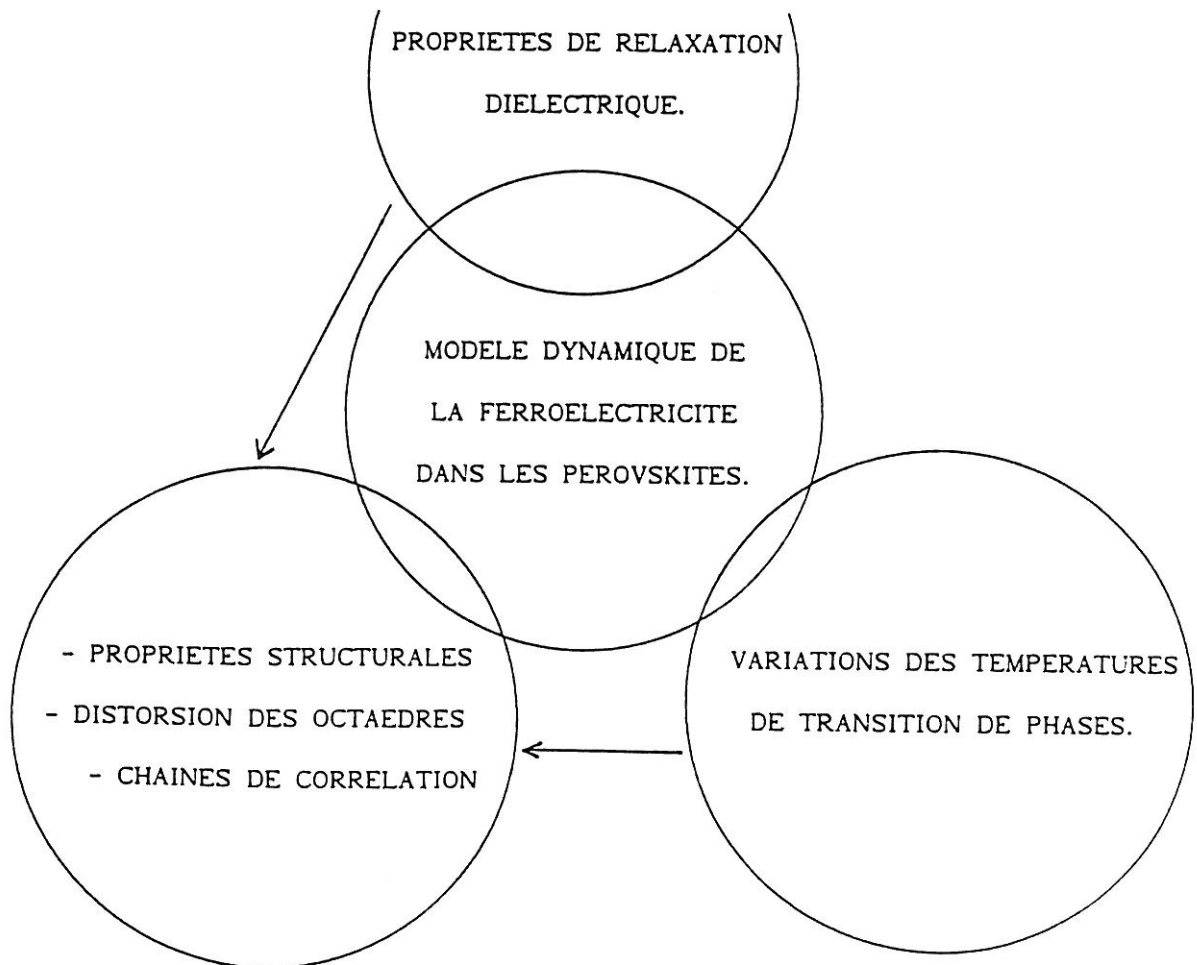 PROPRIETES DE RELAXATION
DIELECTRIQUE.
MODELE DYNAMIQUE DE
LA FERROELECTRICITE
DANS LES PEROVSKITES.
- PROPRIETES STRUCTURALES
- DISTORSION DES OCTAEDRES
- CHAINES DE CORRELATION
VARIATIONS DES TEMPERATURES
DE TRANSITION DE PHASES.